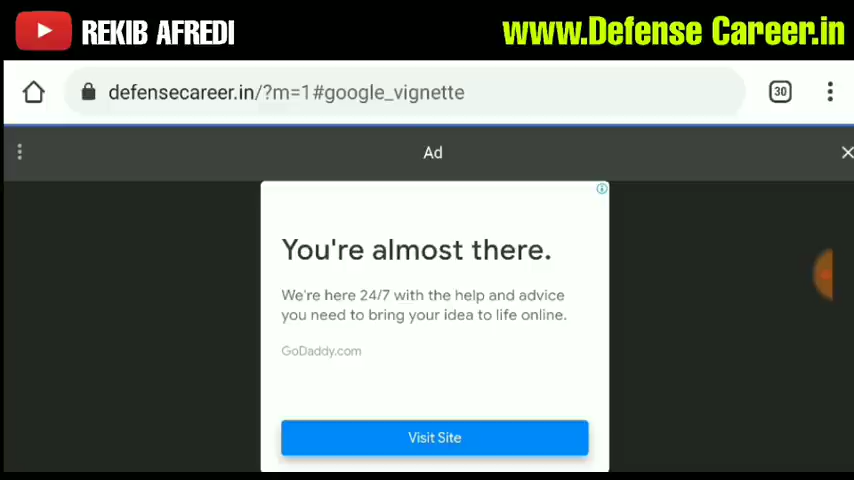 REKIB AFREDI
www.Defense Career.in
defensecareer.in/?m=1#google_vignette
30
Ad
You're almost there.
We're here 24/7 with the help and advice
you need to bring your idea to life online.
GoDaddy.com
Visit Site